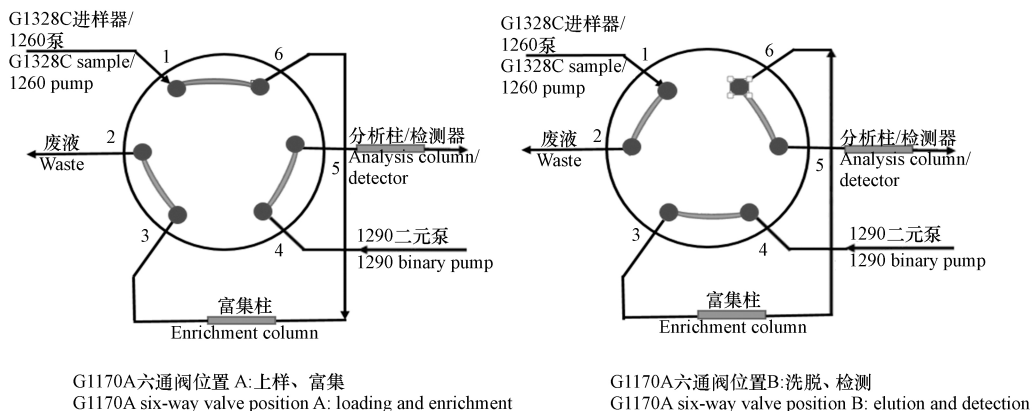 G1328C进样器/
1260泵
G1328C sample/
1260 pump
1
6
2
废液
Waste
分析柱/检测器
Analysis column/
detector
5
3
4
1290二元泵
1290 binary pump
富集柱
Enrichment column
G1170A六通阀位置 A:上样、富集
G1170A six-way valve position A: loading and enrichment
G1328C进样器/
1260泵
G1328C sample/
1260 pump
1
6
2
废液
Waste
分析柱/检测器
Analysis column/
detector
5
3
4
1290二元泵
1290 binary pump
富集柱
Enrichment column
G1170A六通阀位置B:洗脱、检测
G1170A six-way valve position B: elution and detection